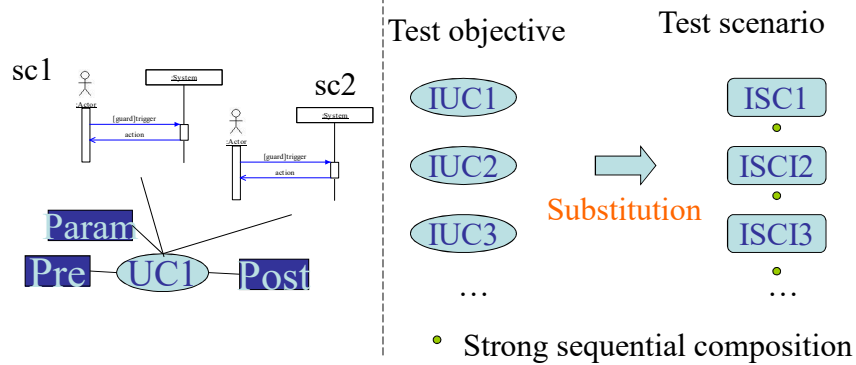 sc1
:System
:Actor
[guard]trigger
action
sc2
:System
:Actor
[guard]trigger
action
Param
Pre
UC1
Post
Test objective
Test scenario
IUC1
ISC1
IUC2
ISCI2
Substitution
IUC3
ISCI3
…
…
Strong sequential composition